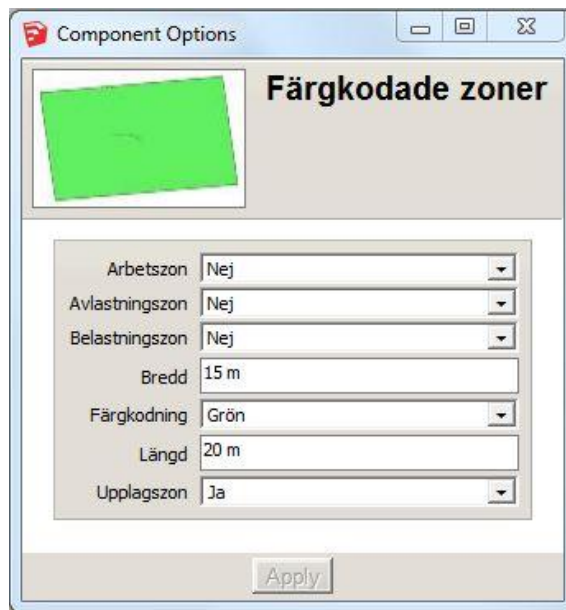 Component Options
Färgkodade zoner
Arbetszon Nej
Avlastningszon Nej
Belastningszon Nej
Bredd 15 m
Färgkodning Grön
Längd 20 m
Upplagszon Ja
Apply